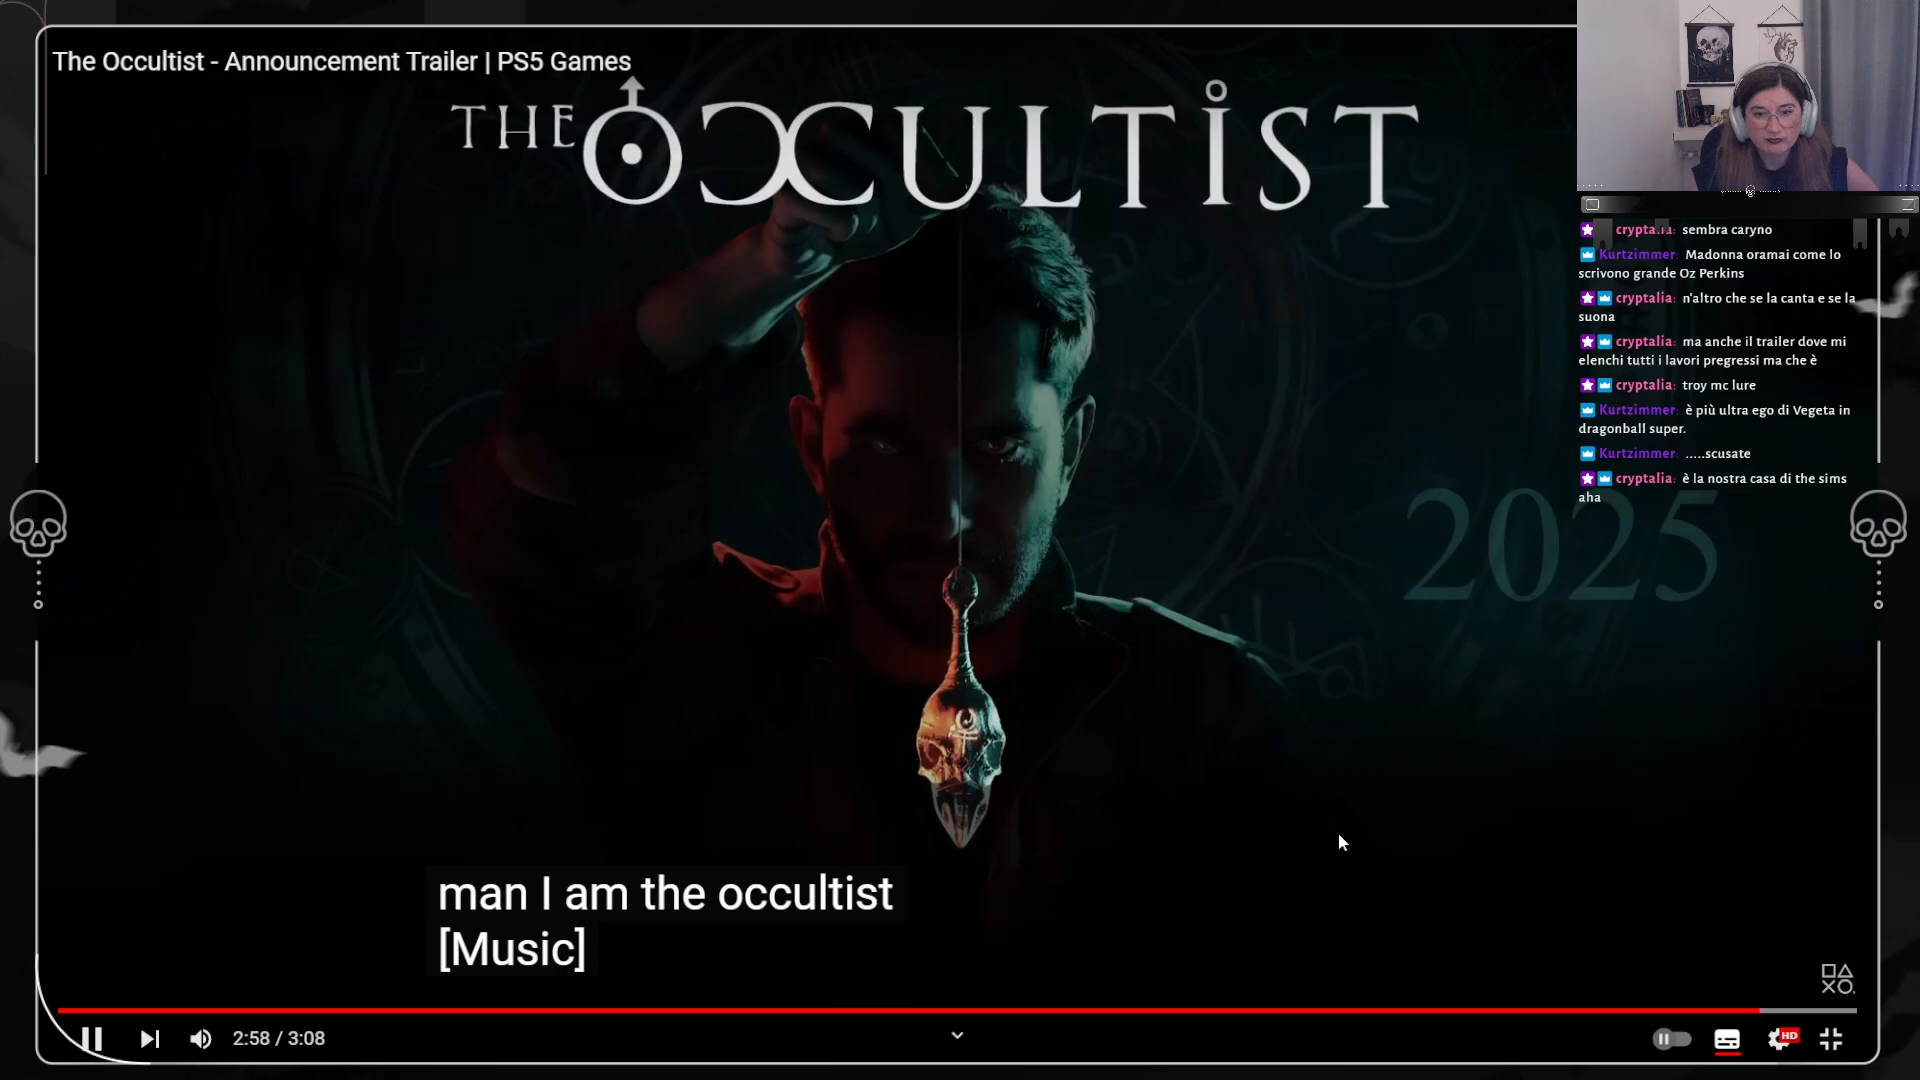 The Occultist - Announcement Trailer | PS5 Games
THE OCCULTIST
2025
man I am the occultist
[Music]
2:58 / 3:08
HD
cryptalia: sembra caryno
Kurtzimmer: Madonna oramai come lo
scrivono grande Oz Perkins
cryptalia: n'altro che se la canta e se la
suona
cryptalia: ma anche il trailer dove mi
elenchi tutti i lavori pregressi ma che è
cryptalia: troy mc lure
Kurtzimmer: è più ultra ego di Vegeta in
dragonball super.
Kurtzimmer: .....scusate
cryptalia: è la nostra casa di the sims
aha